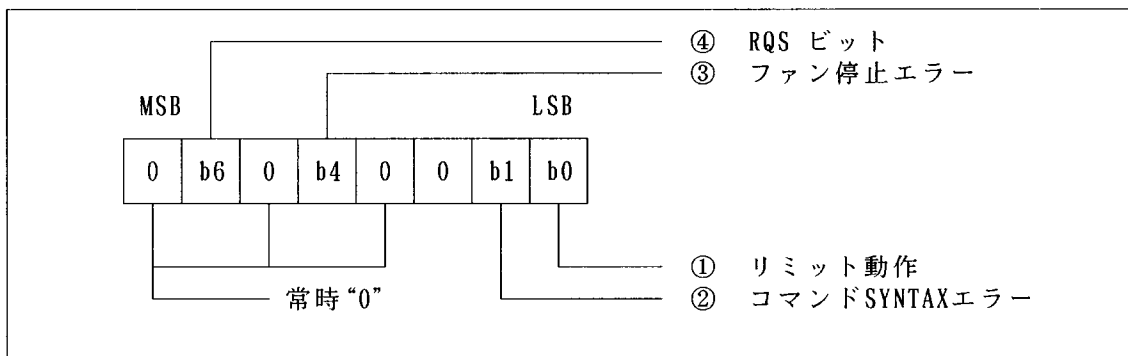 ④ RQS ビット
③ ファン停止エラー
MSB LSB
0 b6 0 b4 0 0 b1 b0
① リミット動作
② コマンドSYNTAXエラー
常時“0”